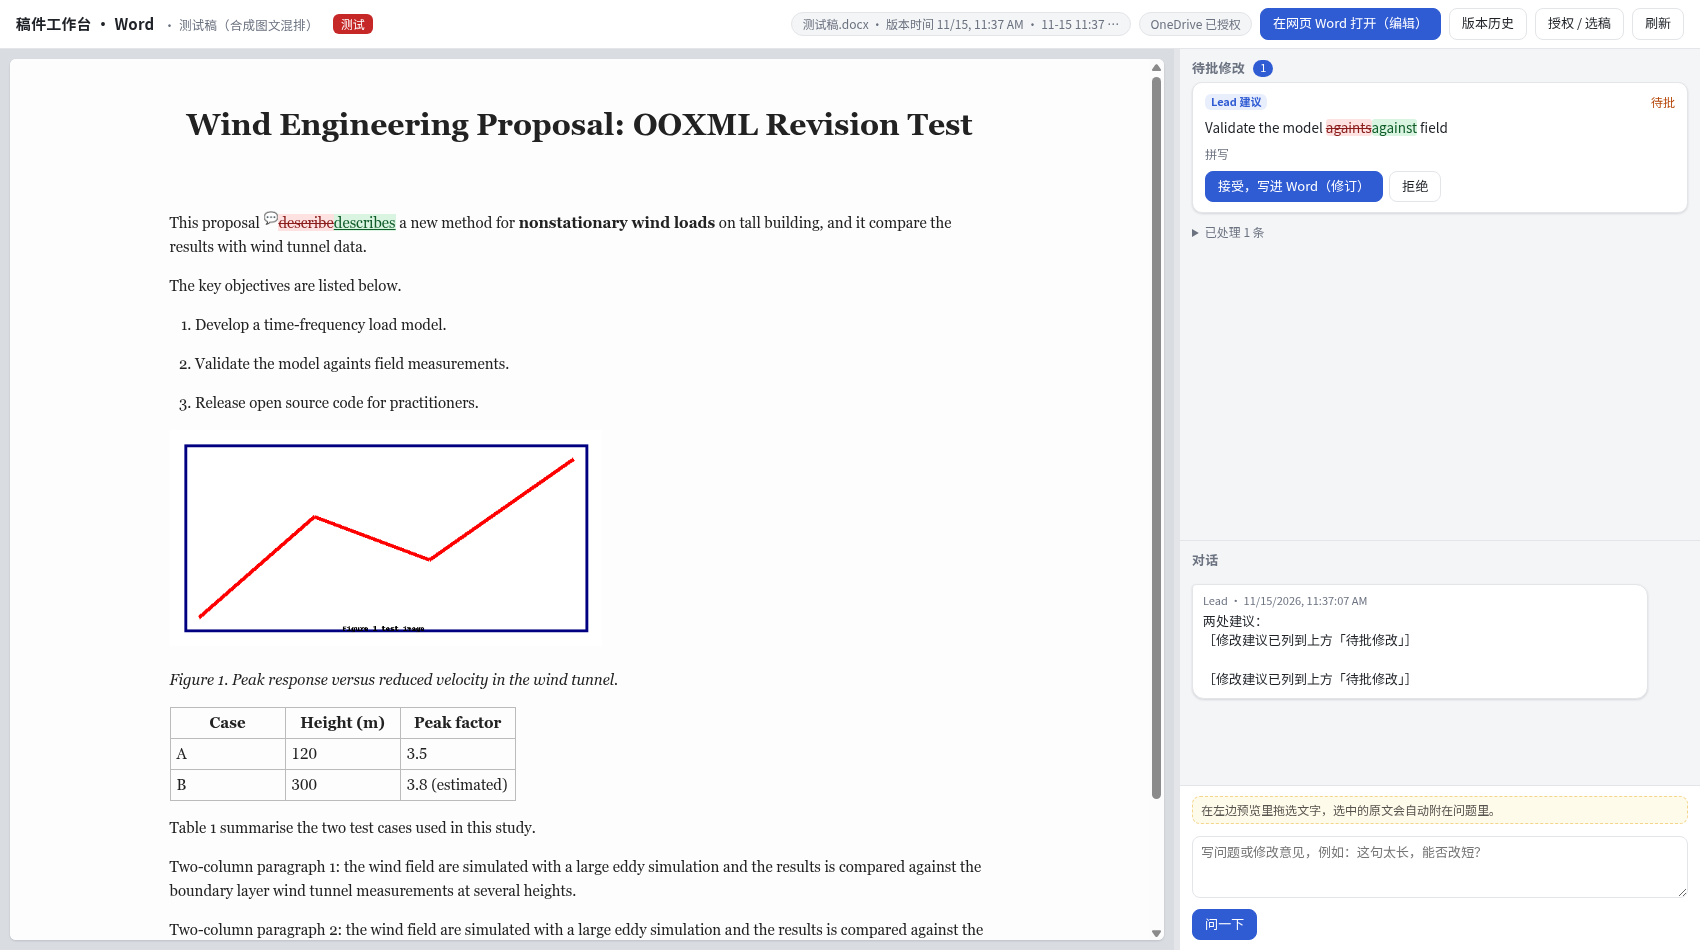 稿件工作台 · Word · 测试稿（合成图文混排） 测试
测试稿.docx · 版本时间 11/15, 11:37 AM · 11-15 11:37 ···
OneDrive 已授权
在网页 Word 打开（编辑）
版本历史
授权 / 选稿
刷新
Wind Engineering Proposal: OOXML Revision Test
This proposal describedescribes a new method for nonstationary wind loads on tall building, and it compare the
results with wind tunnel data.
The key objectives are listed below.
1. Develop a time-frequency load model.
2. Validate the model againts field measurements.
3. Release open source code for practitioners.
Figure 1 test image
Figure 1. Peak response versus reduced velocity in the wind tunnel.
Case Height (m) Peak factor
A 120 3.5
B 300 3.8 (estimated)
Table 1 summarise the two test cases used in this study.
Two-column paragraph 1: the wind field are simulated with a large eddy simulation and the results is compared against the
boundary layer wind tunnel measurements at several heights.
Two-column paragraph 2: the wind field are simulated with a large eddy simulation and the results is compared against the
待批修改 1
Lead 建议 待批
Validate the model againtsagainst field
拼写
接受，写进 Word（修订） 拒绝
已处理 1 条
对话
Lead · 11/15/2026, 11:37:07 AM
两处建议：
［修改建议已列到上方「待批修改」］
［修改建议已列到上方「待批修改」］
在左边预览里拖选文字，选中的原文会自动附在问题里。
写问题或修改意见，例如：这句太长，能否改短？
问一下